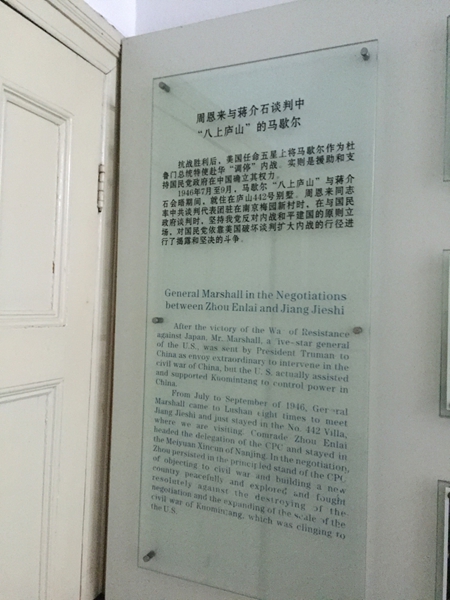 周恩来与蒋介石谈判中
“八上庐山”的马歇尔
抗战胜利后，美国任命五星上将马歇尔作为杜
鲁门总统特使赴华“调停”内战，实则是援助和支
持国民党政府在中国确立其权力。
1946年7月至9月，马歇尔“八上庐山”与蒋介
石会晤期间，就住在庐山442号别墅。周恩来同志
率中共谈判代表团驻在南京梅园新村时，在与国民
政府谈判时，坚持我党反对内战和平建国的原则立
场，对国民党依靠美国破坏谈判扩大内战的行径进
行了揭露和坚决的斗争。
General Marshall in the Negotiations
between Zhou Enlai and Jiang Jieshi
After the victory of the Wa of Resistance
against Japan, Mr. Marshall, a ive-star general
of the U.S., was sent by President Truman to
China as envoy extraordinary to intervene in the
civil war of China, but the U. S. actually assisted
and supported Kuomintang to control power in
China.
From July to September of 1946, General
Marshall came to Lushan eight times to meet
Jiang Jieshi and just stayed in the No. 442 Villa,
where we are visiting. Comrade Zhou Enlai
headed the delegation of the CPC and stayed in
the Meiyuan Xincun of Nanjing. In the negotiation,
Zhou persisted in the principled stand of the CPC
of objecting to civil war and building a new
country peacefully and explored and fought
resolutely against the destroying of the
negotiation and the expanding of the scale of the
civil war of Kuomintang, which was clinging to
the U.S.